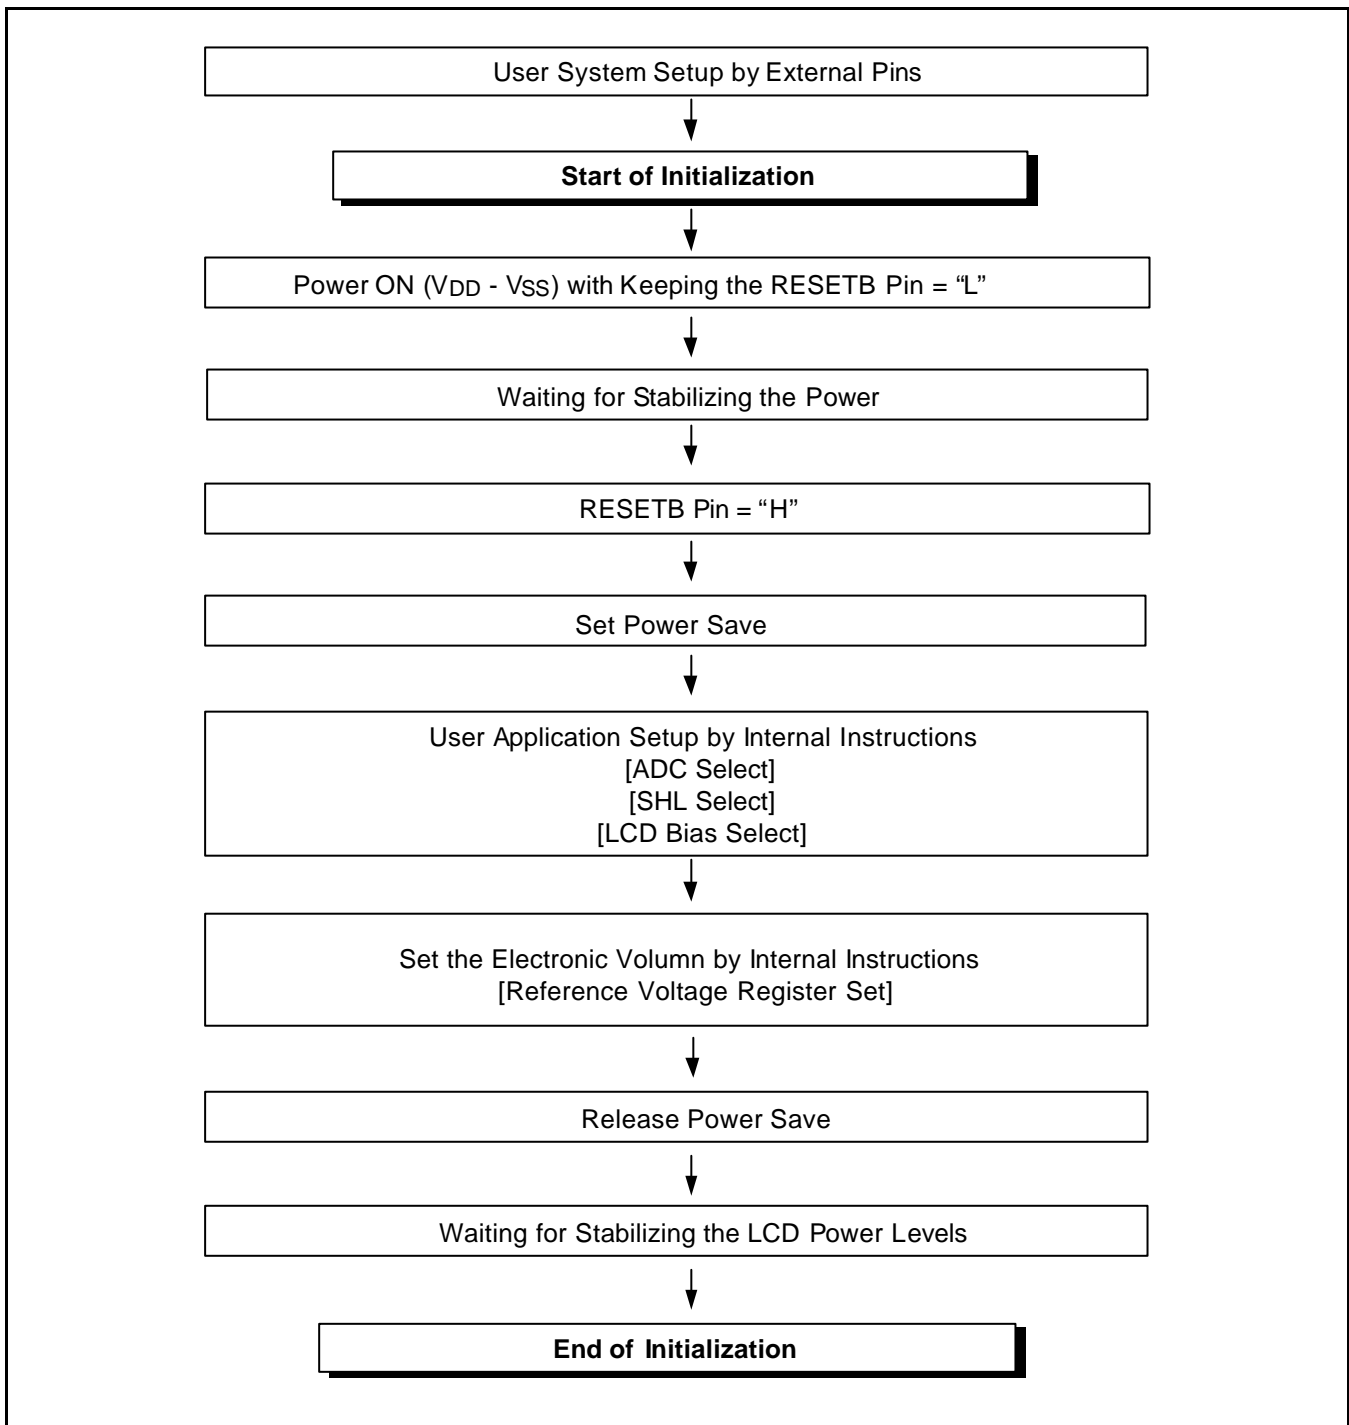 User System Setup by External Pins
Start of Initialization
Power ON (VDD - VSS) with Keeping the RESETB Pin = “L”
Waiting for Stabilizing the Power
RESETB Pin = “H”
Set Power Save
User Application Setup by Internal Instructions
[ADC Select]
[SHL Select]
[LCD Bias Select]
Set the Electronic Volumn by Internal Instructions
[Reference Voltage Register Set]
Release Power Save
Waiting for Stabilizing the LCD Power Levels
End of Initialization